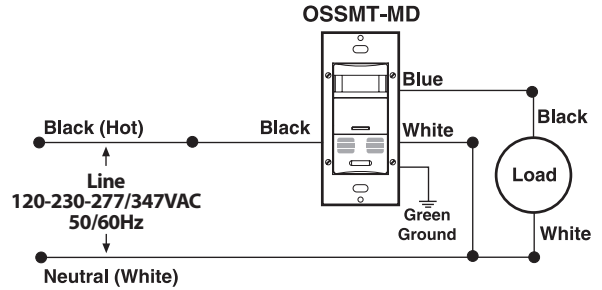 OSSMT-MD
Blue
Black
Black (Hot)
Black
White
Line
120-230-277/347VAC
50/60Hz
Load
Green
Ground
White
Neutral (White)